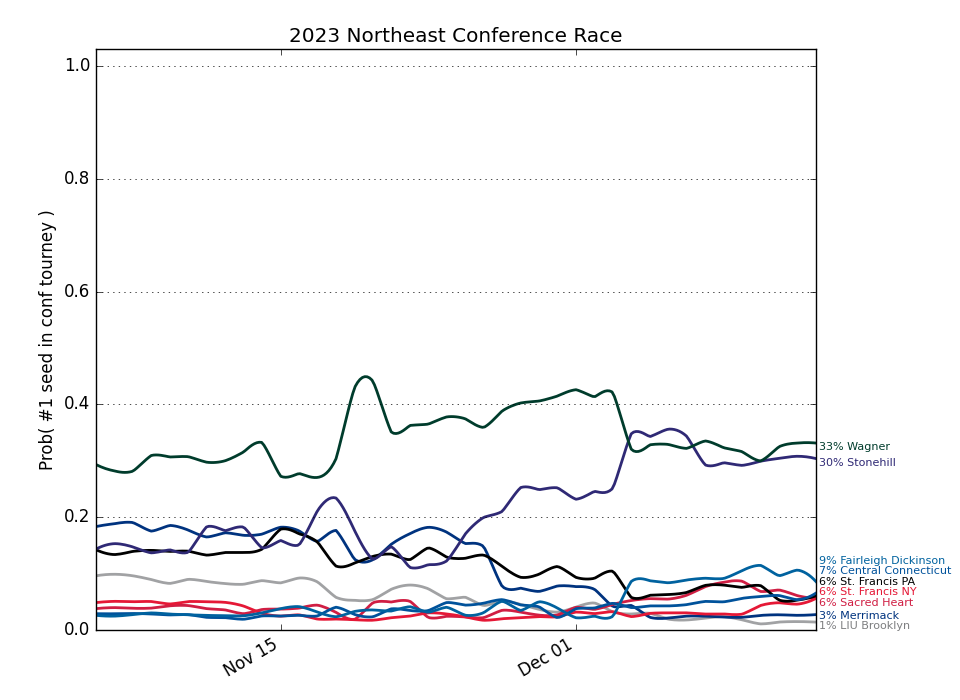 2023 Northeast Conference Race
Prob( #1 seed in conf tourney )
1.0
0.8
0.6
0.4
0.2
0.0
Nov 15
Dec 01
33% Wagner
30% Stonehill
9% Fairleigh Dickinson
7% Central Connecticut
6% St. Francis PA
6% St. Francis NY
6% Sacred Heart
3% Merrimack
1% LIU Brooklyn